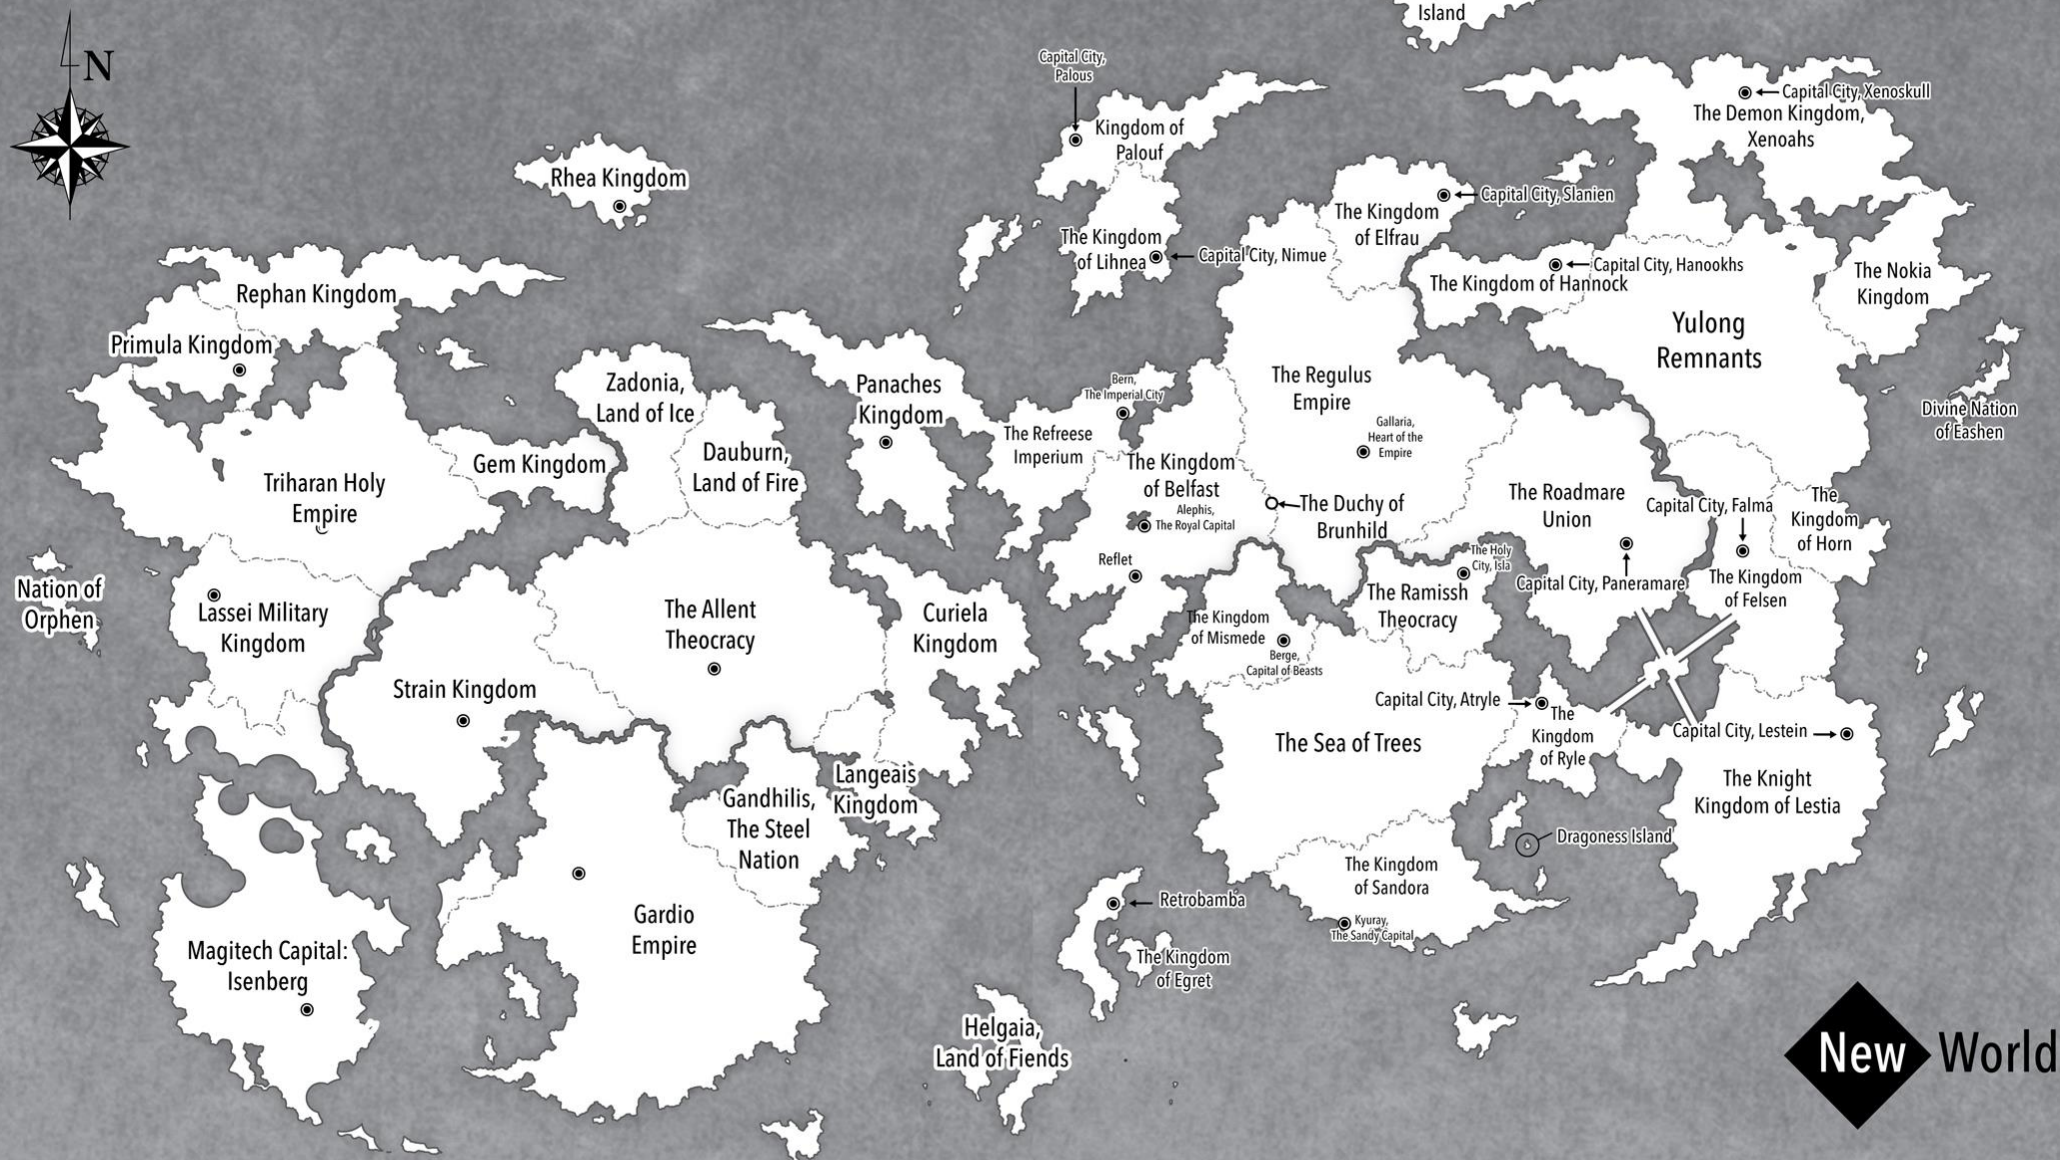 N
Island
Capital City,
Palous
Kingdom of
Palouf
Capital City, Xenoskull
The Demon Kingdom,
Xenoahs
Rhea Kingdom
Capital City, Slanien
The Kingdom
of Elfrau
The Kingdom
of Lihnea
Capital City, Nimue
Capital City, Hanookhs
The Kingdom of Hannock
The Nokia
Kingdom
Rephan Kingdom
Primula Kingdom
Yulong
Remnants
Zadonia,
Land of Ice
Panaches
Kingdom
Bern,
The Imperial City
The Regulus
Empire
Gallaria,
Heart of the
Empire
Divine Nation
of Eashen
The Refreese
Imperium
Dauburn,
Land of Fire
Gem Kingdom
Triharan Holy
Empire
The Kingdom
of Belfast
Alephis,
The Royal Capital
Reflet
The Duchy of
Brunhild
The Roadmare
Union
Capital City, Falma
The
Kingdom
of Horn
The Holy
City, Isla
Capital City, Paneramare
The Kingdom
of Felsen
The Ramissh
Theocracy
Nation of
Orphen
Lassei Military
Kingdom
The Allent
Theocracy
Curiela
Kingdom
The Kingdom
of Mismede
Berge,
Capital of Beasts
Strain Kingdom
Capital City, Atryle
The
Kingdom
of Ryle
Capital City, Lestein
The Sea of Trees
The Knight
Kingdom of Lestia
Langeais
Kingdom
Gandhilis,
The Steel
Nation
Dragoness Island
The Kingdom
of Sandora
Kyuray,
The Sandy Capital
Retrobamba
The Kingdom
of Egret
Gardio
Empire
Magitech Capital:
Isenberg
Helgaia,
Land of Fiends
New World